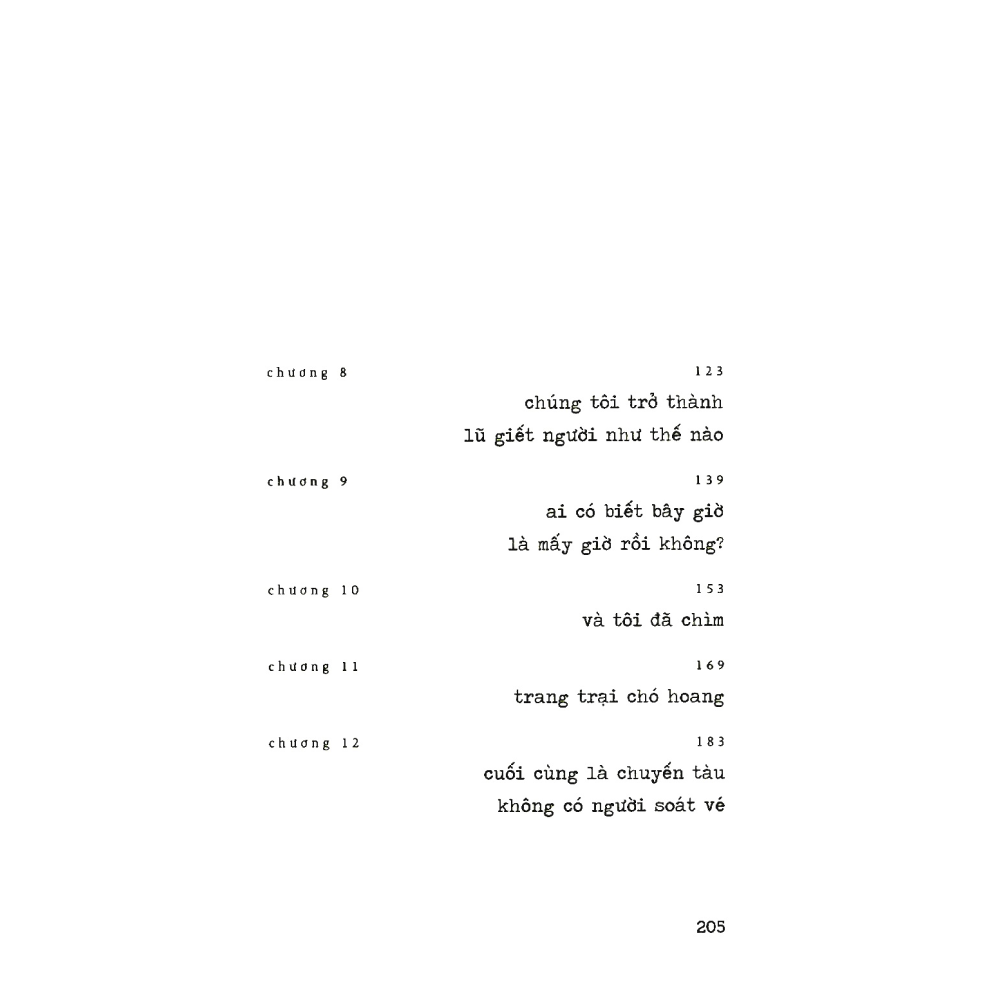 chương 8 123
chúng tôi trở thành
lũ giết người như thế nào
chương 9 139
ai có biết bây giờ
là mấy giờ rồi không?
chương 10 153
và tôi đã chìm
chương 11 169
trang trại chó hoang
chương 12 183
cuối cùng là chuyến tàu
không có người soát vé
205